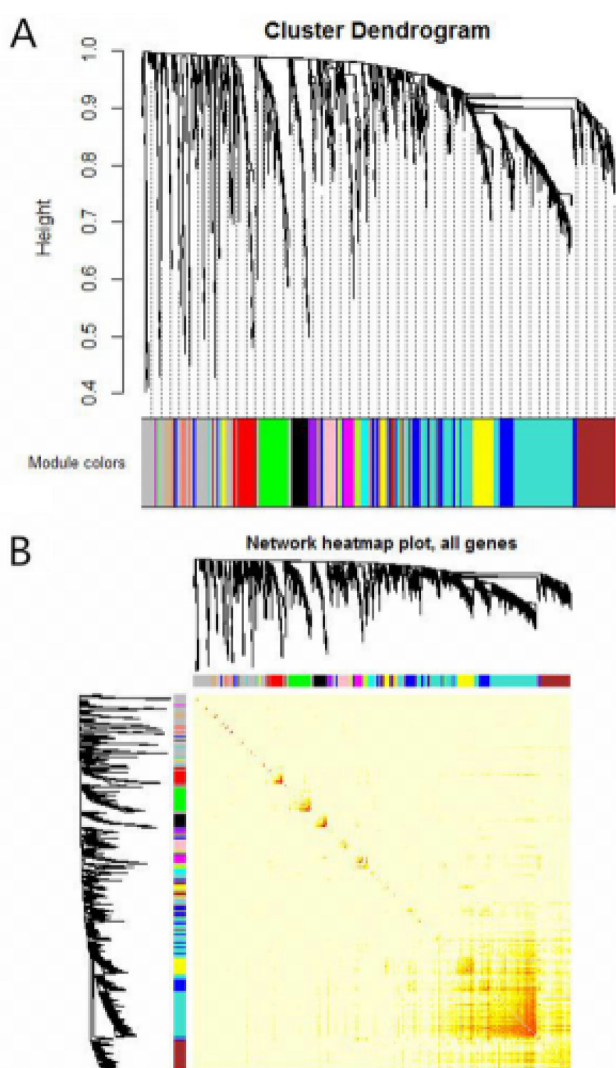 A
Cluster Dendrogram
Height
1.0
0.9
0.8
0.7
0.6
0.5
0.4
Module colors
B
Network heatmap plot, all genes